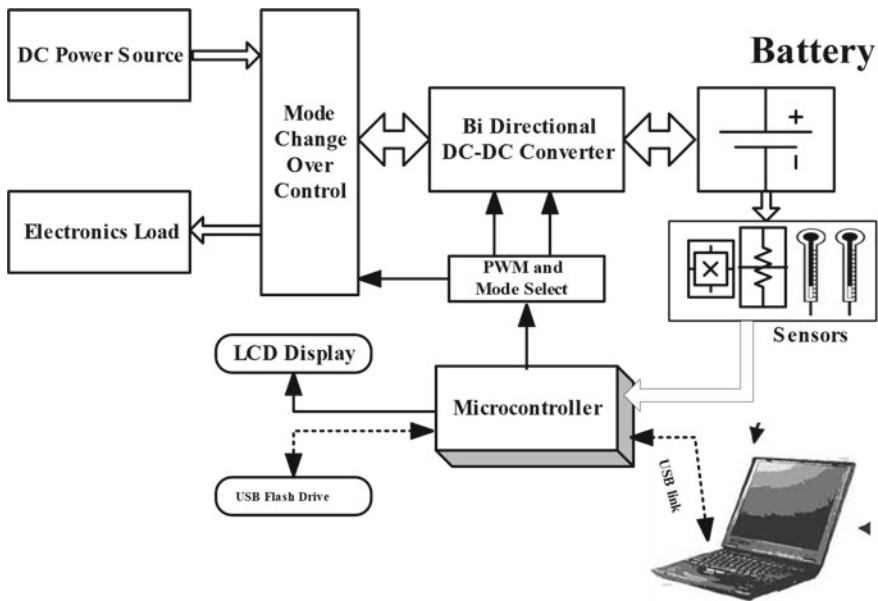 DC Power Source
Battery
Mode
Change
Over
Control
Bi Directional
DC-DC Converter
+
Electronics Load
PWM and
Mode Select
Sensors
LCD Display
Microcontroller
USB Flash Drive
USB link